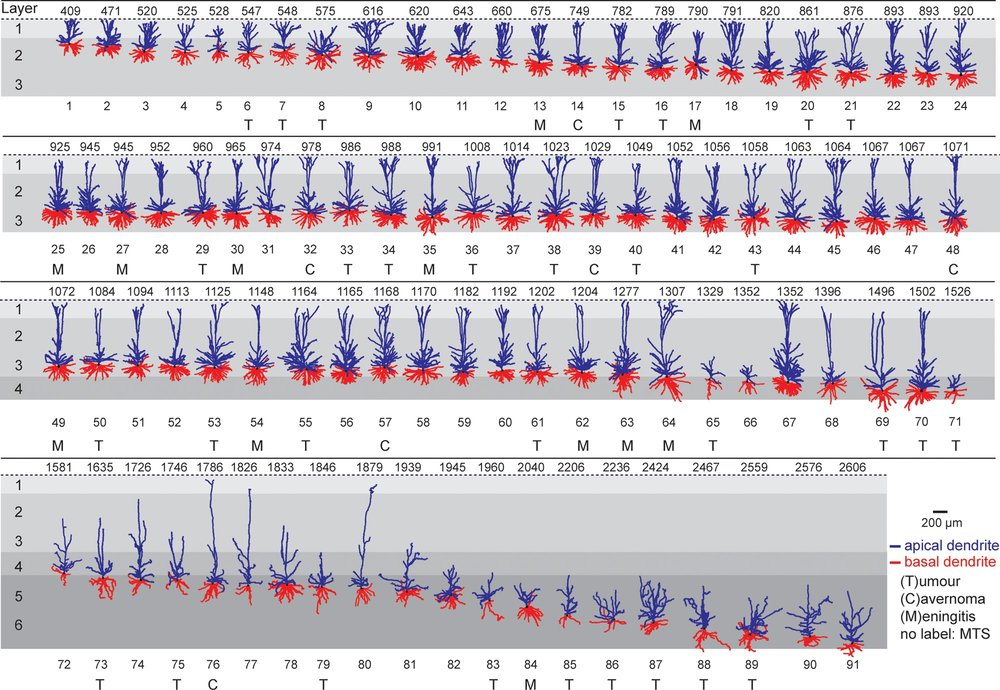 Layer 409 471 520 525 528 547 548 575 616 620 643 660 675 749 782 789 790 791 820 861 876 893 893 920
1
2
3
1 2 3 4 5 6 7 8 9 10 11 12 13 14 15 16 17 18 19 20 21 22 23 24
T T T M C T T M T T
925 945 945 952 960 965 974 978 986 988 991 1008 1014 1023 1029 1049 1052 1056 1058 1063 1064 1067 1067 1071
1
2
3
25 26 27 28 29 30 31 32 33 34 35 36 37 38 39 40 41 42 43 44 45 46 47 48
M M T M C T T M T T C T T C
1072 1084 1094 1113 1125 1148 1164 1165 1168 1170 1182 1192 1202 1204 1277 1307 1329 1352 1352 1396 1496 1502 1526
1
2
3
4
49 50 51 52 53 54 55 56 57 58 59 60 61 62 63 64 65 66 67 68 69 70 71
M T T M T C T M M M T T T T
1581 1635 1726 1746 1786 1826 1833 1846 1879 1939 1945 1960 2040 2206 2236 2424 2467 2559 2576 2606
1
2
3
4
5
6
200 µm
apical dendrite
basal dendrite
(T)umour
(C)avernoma
(M)eningitis
no label: MTS
72 73 74 75 76 77 78 79 80 81 82 83 84 85 86 87 88 89 90 91
T T C T T M T T T T T